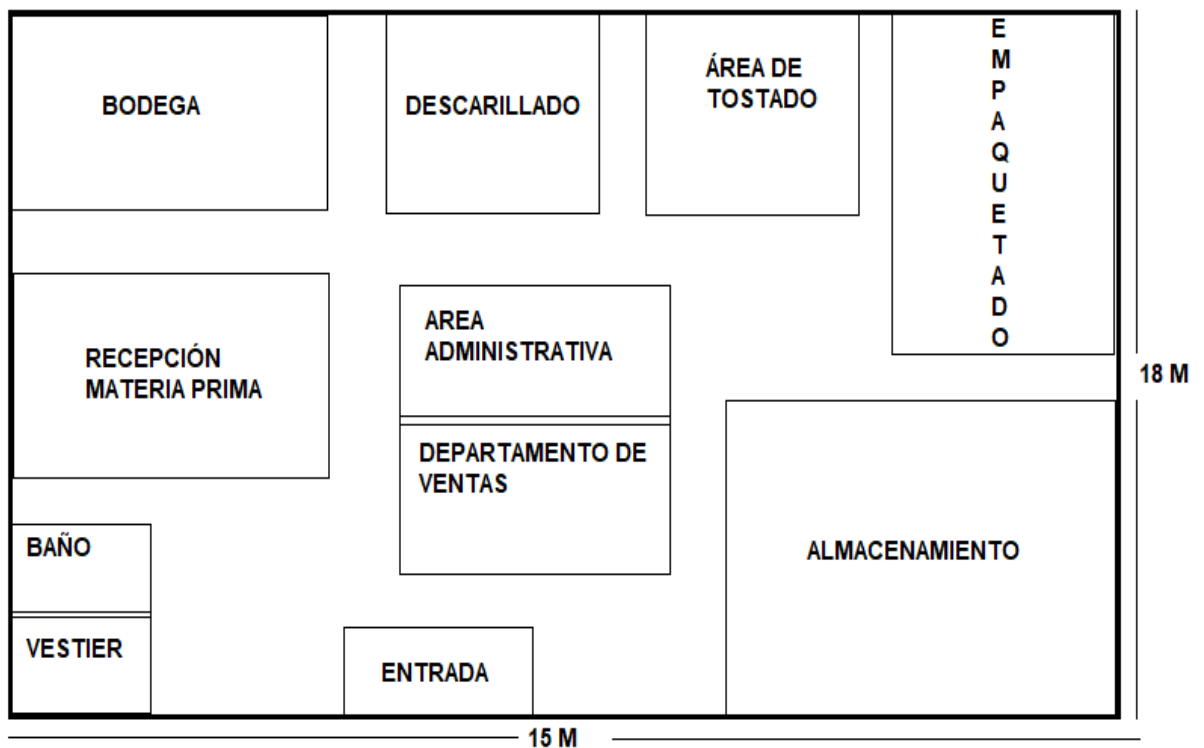 BODEGA
DESCARILLADO
ÁREA DE
TOSTADO
E
M
P
A
Q
U
E
T
A
D
O
RECEPCIÓN
MATERIA PRIMA
AREA
ADMINISTRATIVA
18 M
DEPARTAMENTO DE
VENTAS
ALMACENAMIENTO
BAÑO
VESTIER
ENTRADA
15 M